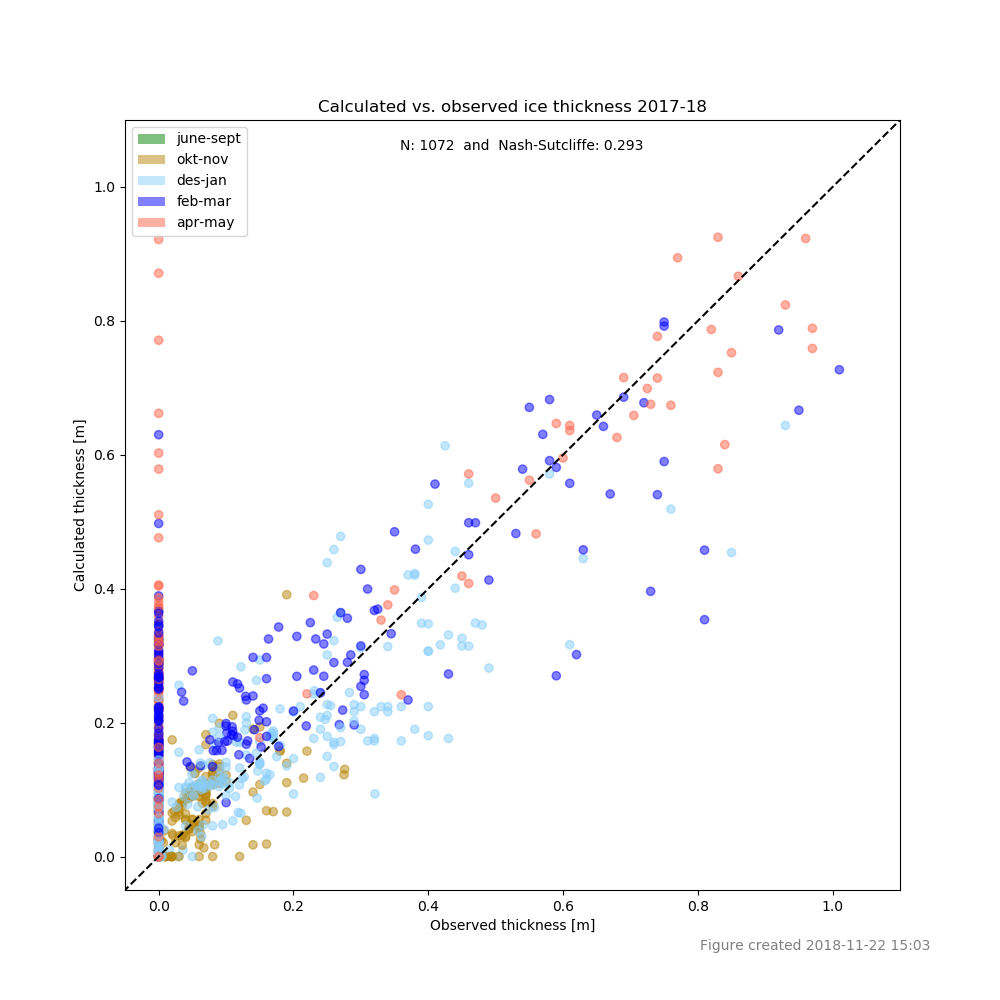 Calculated vs. observed ice thickness 2017-18
N: 1072  and  Nash-Sutcliffe: 0.293
june-sept
okt-nov
des-jan
feb-mar
apr-may
1.0
0.8
0.6
0.4
0.2
0.0
Calculated thickness [m]
0.0 0.2 0.4 0.6 0.8 1.0
Observed thickness [m]
Figure created 2018-11-22 15:03